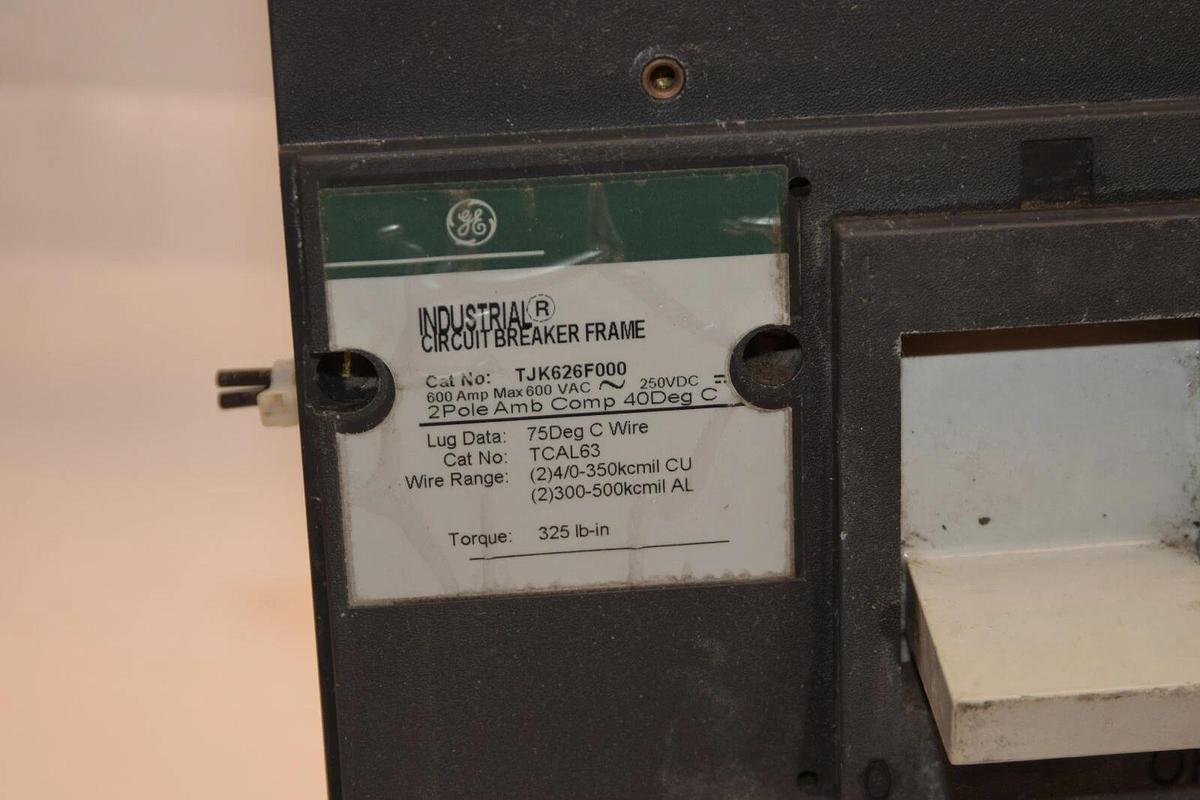 GE
INDUSTRIAL®
CIRCUIT BREAKER FRAME
Cat No: TJK626F000
600 Amp Max 600 VAC ~ 250VDC ⎓
2Pole Amb Comp 40Deg C
Lug Data: 75Deg C Wire
Cat No: TCAL63
Wire Range: (2)4/0-350kcmil CU
(2)300-500kcmil AL
Torque: 325 lb-in
O